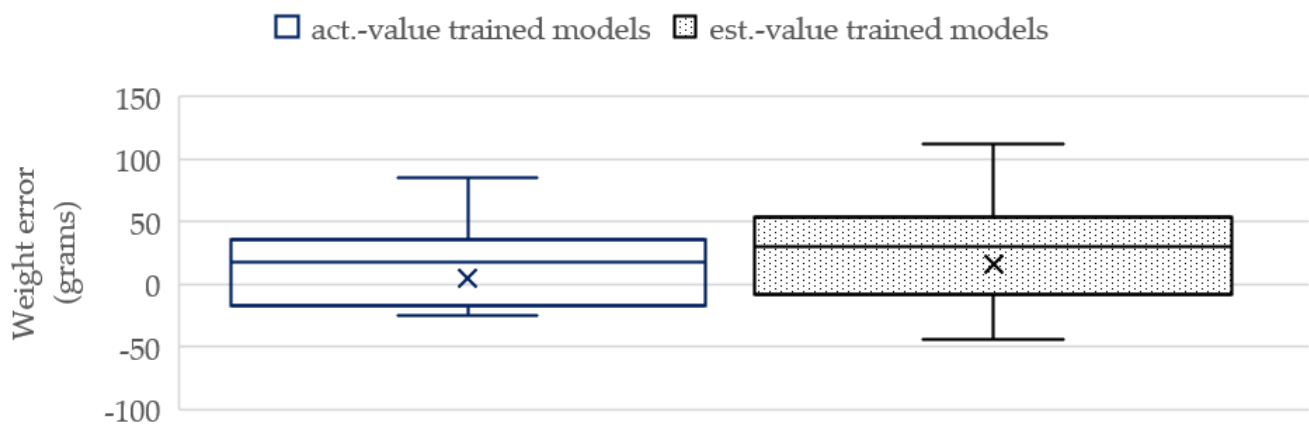 act.-value trained models est.-value trained models
150
100
50
0
-50
-100
Weight error
(grams)